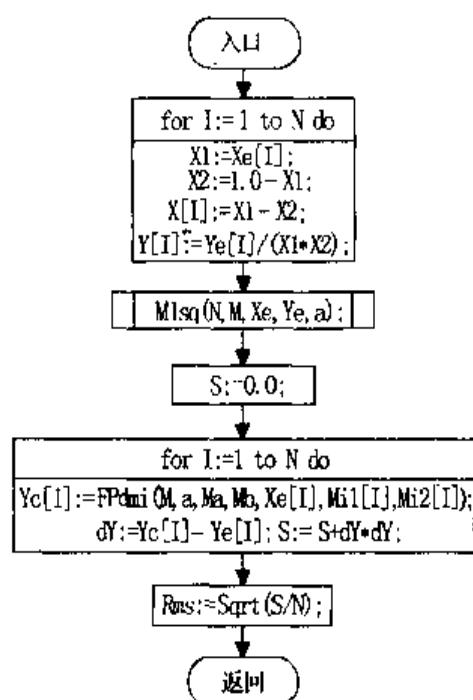 入口
for I:=1 to N do
X1:=Xe[I];
X2:=1.0-X1;
X[I]:=X1-X2;
Y[I]:=Ye[I]/(X1*X2);
Mlsq(N,M,Xe,Ye,a);
S:=0.0;
for I:=1 to N do
Yc[I]:=FPdmi(M,a,Ma,Mb,Xe[I],Mi1[I],Mi2[I]);
dY:=Yc[I]-Ye[I]; S:=S+dY*dY;
Rms:=Sqrt(S/N);
返回